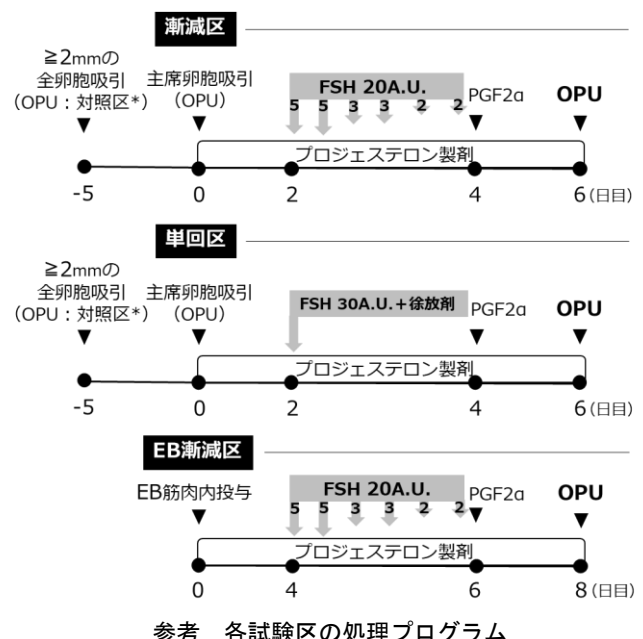 漸減区
≧2mmの
全卵胞吸引
(OPU：対照区*)
主席卵胞吸引
(OPU)
FSH 20A.U.
5 5 3 3 2 2
PGF2α
OPU
プロジェステロン製剤
-5 0 2 4 6(日目)
単回区
≧2mmの
全卵胞吸引
(OPU：対照区*)
主席卵胞吸引
(OPU)
FSH 30A.U.+徐放剤
PGF2α
OPU
プロジェステロン製剤
-5 0 2 4 6(日目)
EB漸減区
EB筋肉内投与
FSH 20A.U.
5 5 3 3 2 2
PGF2α
OPU
プロジェステロン製剤
0 4 6 8(日目)
参考　各試験区の処理プログラム